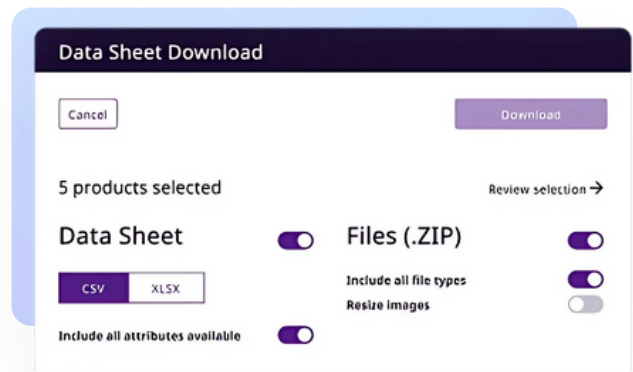 Data Sheet Download
Cancel
Download
5 products selected
Review selection →
Data Sheet
Files (.ZIP)
CSV
XLSX
Include all file types
Resize images
Include all attributes available